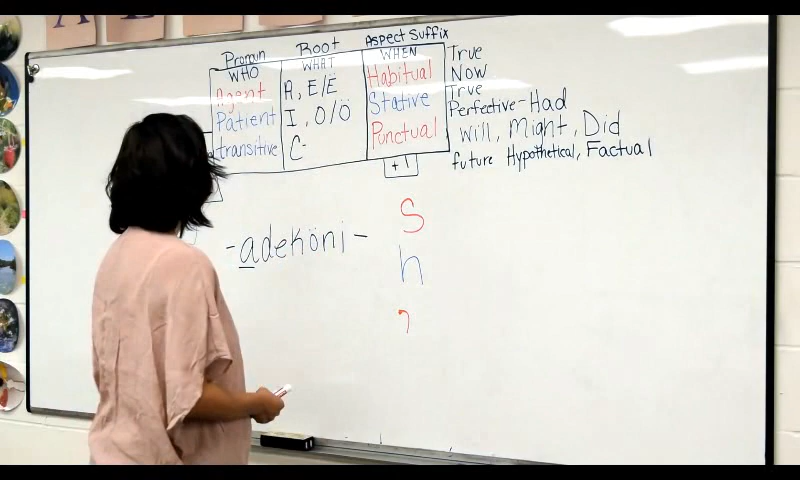 A E
Pronoun Root Aspect Suffix
WHO WHAT WHEN
Agent A, E/Ë Habitual True
Now
Patient I, O/Ö Stative True
Perfective-Had
transitive C- Punctual Will, Might, Did
future Hypothetical, Factual
+1
-adeköni- S
h
ʔ